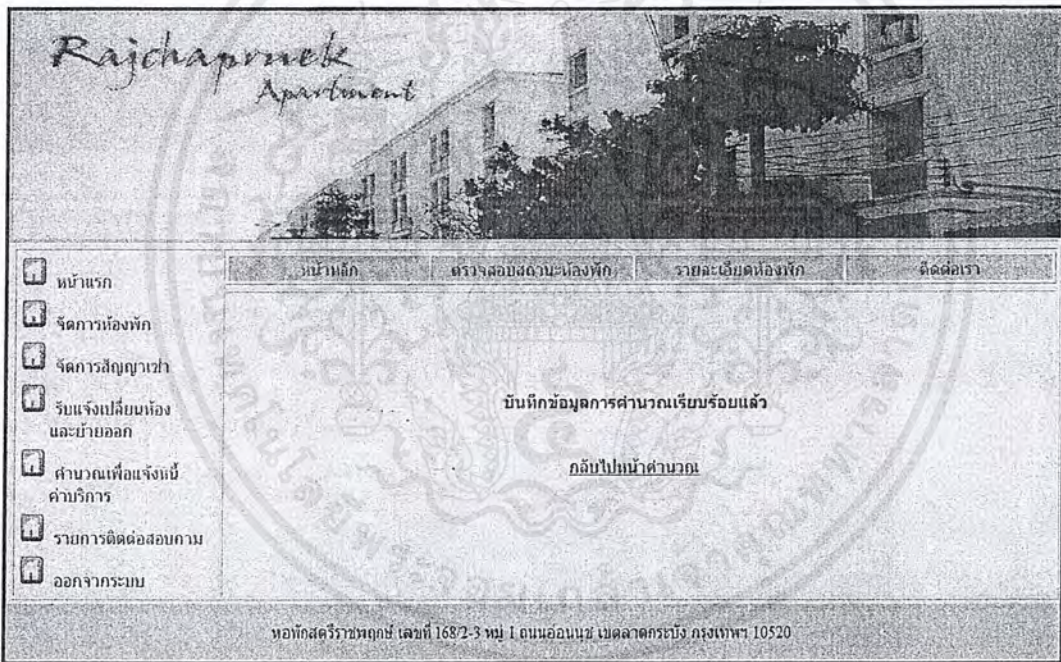 Rajchapruek
Apartment
หน้าหลัก
ตรวจสอบสถานะห้องพัก
รายละเอียดห้องพัก
ติดต่อเรา
หน้าแรก
จัดการห้องพัก
จัดการสัญญาเช่า
รับแจ้งเปลี่ยนห้อง
และย้ายออก
คำนวณเพื่อแจ้งหนี้
ค่าบริการ
รายการติดต่อสอบถาม
ออกจากระบบ
บันทึกข้อมูลการคำนวณเรียบร้อยแล้ว
กลับไปหน้าคำนวณ
หอพักสตรีราชพฤกษ์ เลขที่ 168/2-3 หมู่ 1 ถนนอ่อนนุช เขตลาดกระบัง กรุงเทพฯ 10520